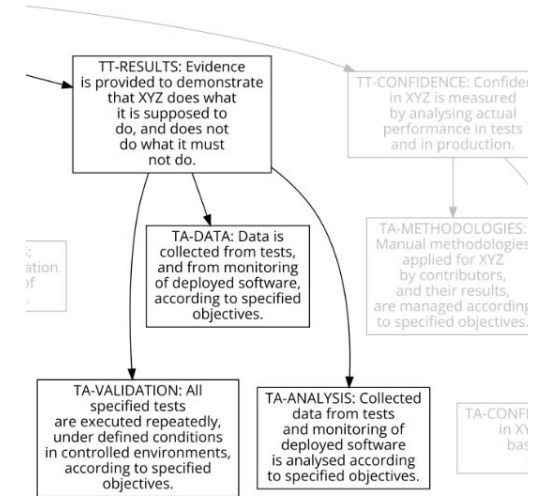 TT-RESULTS: Evidence
is provided to demonstrate
that XYZ does what
it is supposed to
do, and does not
do what it must
not do.
TT-CONFIDENCE:
in XYZ is measured
by analysing actual
performance in tests
and in production.
TA-DATA: Data is
collected from tests,
and from monitoring
of deployed software,
according to specified
objectives.
TA-METHODOLOGIES:
Manual methodologies
applied for XYZ
by contributors,
and their results,
are managed according
to specified objectives.
TA-VALIDATION: All
specified tests
are executed repeatedly,
under defined conditions
in controlled environments,
according to specified
objectives.
TA-ANALYSIS: Collected
data from tests
and monitoring of
deployed software
is analysed according
to specified objectives.
in